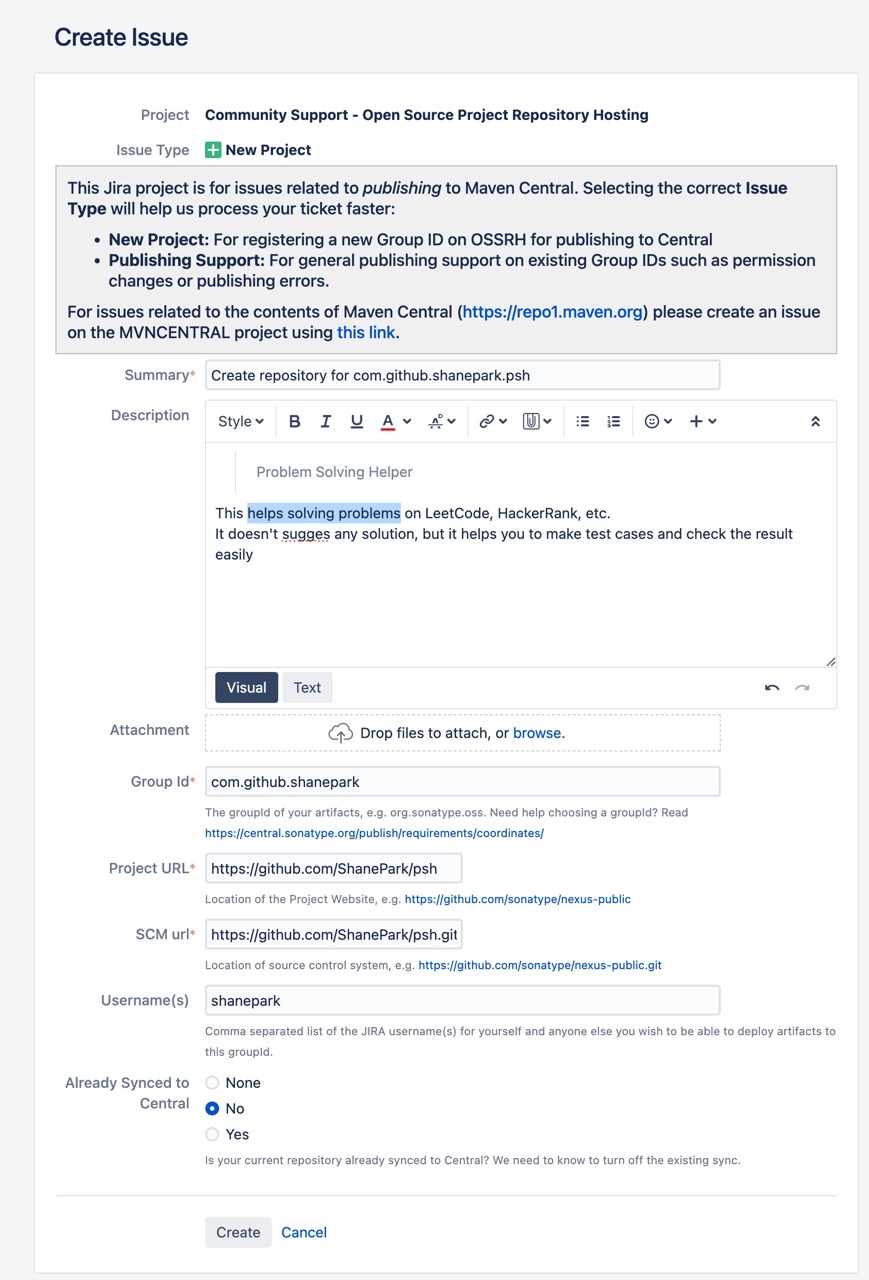 Create Issue
Project Community Support - Open Source Project Repository Hosting
Issue Type New Project
This Jira project is for issues related to publishing to Maven Central. Selecting the correct Issue
Type will help us process your ticket faster:
• New Project: For registering a new Group ID on OSSRH for publishing to Central
• Publishing Support: For general publishing support on existing Group IDs such as permission
changes or publishing errors.
For issues related to the contents of Maven Central (https://repo1.maven.org) please create an issue
on the MVNCENTRAL project using this link.
Summary* Create repository for com.github.shanepark.psh
Description Style B I U A
Problem Solving Helper
This helps solving problems on LeetCode, HackerRank, etc.
It doesn't sugges any solution, but it helps you to make test cases and check the result
easily
Visual Text
Attachment Drop files to attach, or browse.
Group Id* com.github.shanepark
The groupId of your artifacts, e.g. org.sonatype.oss. Need help choosing a groupId? Read
https://central.sonatype.org/publish/requirements/coordinates/
Project URL* https://github.com/ShanePark/psh
Location of the Project Website, e.g. https://github.com/sonatype/nexus-public
SCM url* https://github.com/ShanePark/psh.git
Location of source control system, e.g. https://github.com/sonatype/nexus-public.git
Username(s) shanepark
Comma separated list of the JIRA username(s) for yourself and anyone else you wish to be able to deploy artifacts to
this groupId.
Already Synced to
Central
None
No
Yes
Is your current repository already synced to Central? We need to know to turn off the existing sync.
Create Cancel